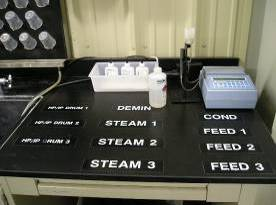 HP/IP DRUM 1
HP/IP DRUM 2
HP/IP DRUM 3
DEMIN
STEAM 1
STEAM 2
STEAM 3
COND
FEED 1
FEED 2
FEED 3